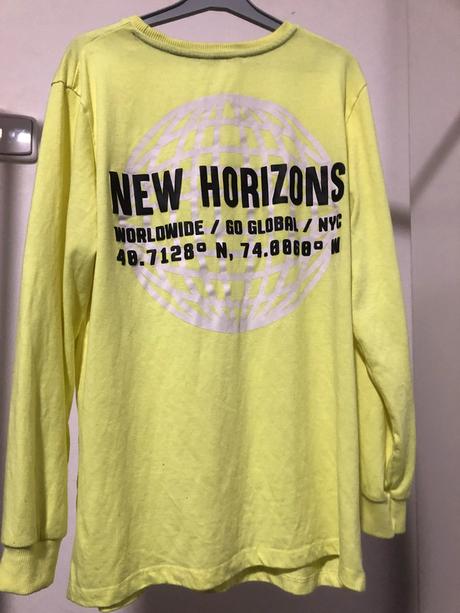 NEW HORIZONS
WORLDWIDE / GO GLOBAL / NYC
40.7128° N, 74.0060° W